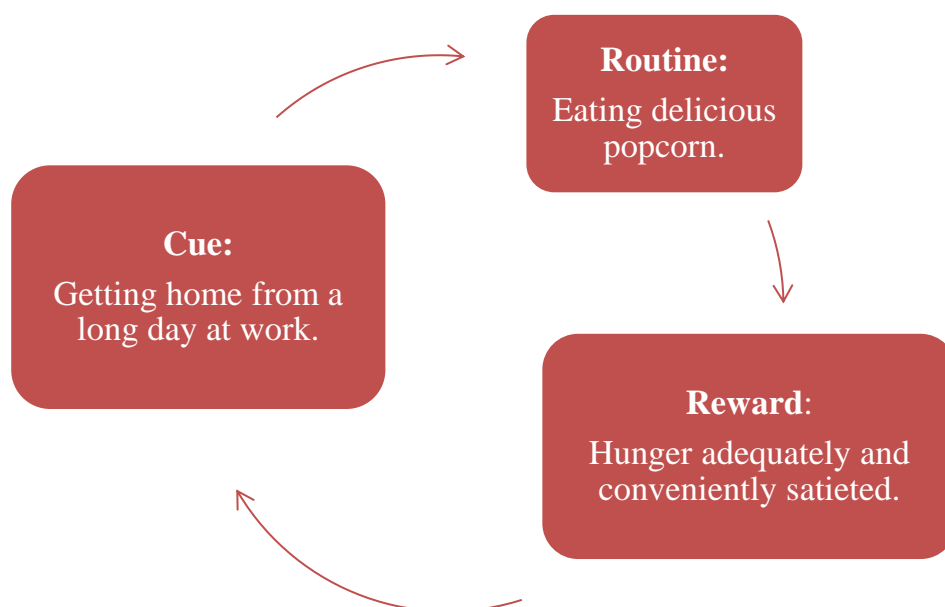 Routine:
Eating delicious
popcorn.
Cue:
Getting home from a
long day at work.
Reward:
Hunger adequately and
conveniently satieted.